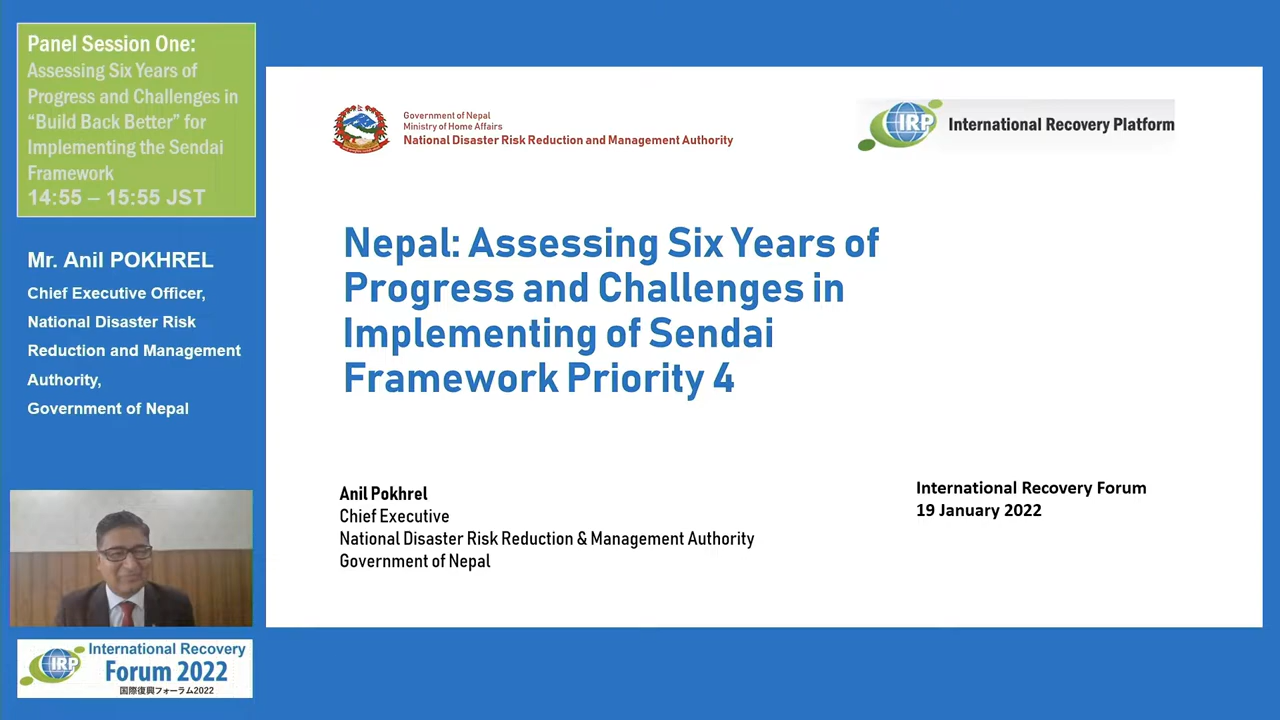 Panel Session One:
Assessing Six Years of
Progress and Challenges in
“Build Back Better” for
Implementing the Sendai
Framework
14:55 – 15:55 JST
Mr. Anil POKHREL
Chief Executive Officer,
National Disaster Risk
Reduction and Management
Authority,
Government of Nepal
IRP
International Recovery
Forum 2022
国際復興フォーラム2022
Government of Nepal
Ministry of Home Affairs
National Disaster Risk Reduction and Management Authority
IRP
International Recovery Platform
Nepal: Assessing Six Years of
Progress and Challenges in
Implementing of Sendai
Framework Priority 4
Anil Pokhrel
Chief Executive
National Disaster Risk Reduction & Management Authority
Government of Nepal
International Recovery Forum
19 January 2022